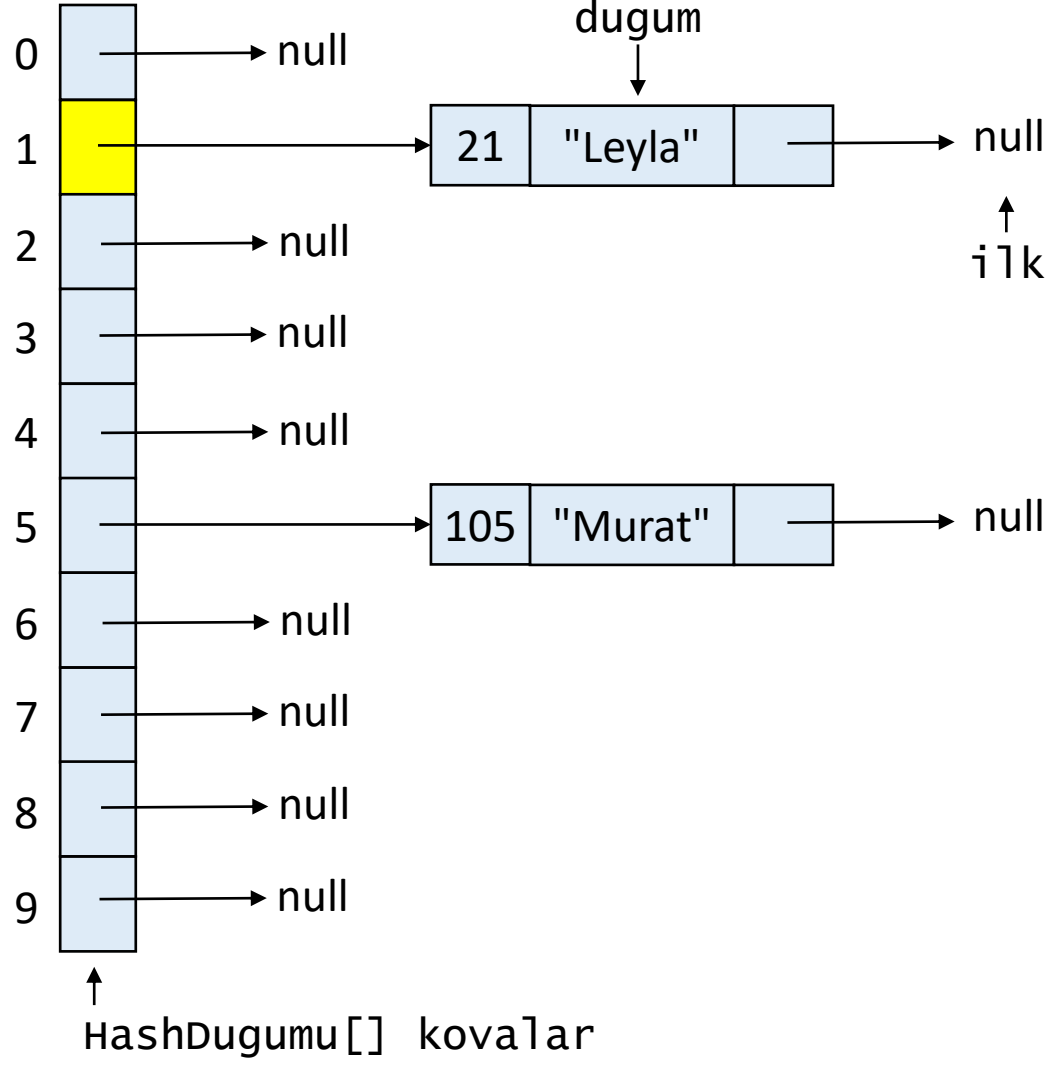 dugum
0 null
1 21 "Leyla" null
2 null
ilk
3 null
4 null
5 105 "Murat" null
6 null
7 null
8 null
9 null
HashDugumu[] kovalar